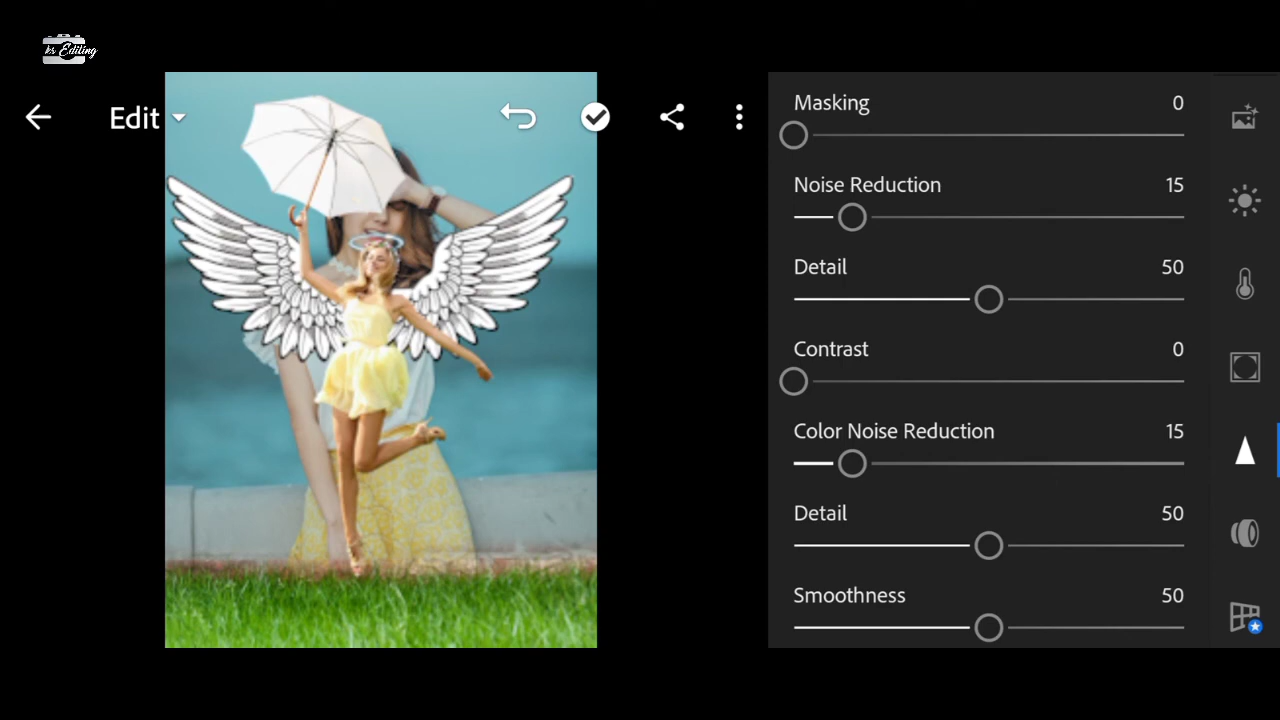 ks Editing
Edit
Masking 0
Noise Reduction 15
Detail 50
Contrast 0
Color Noise Reduction 15
Detail 50
Smoothness 50